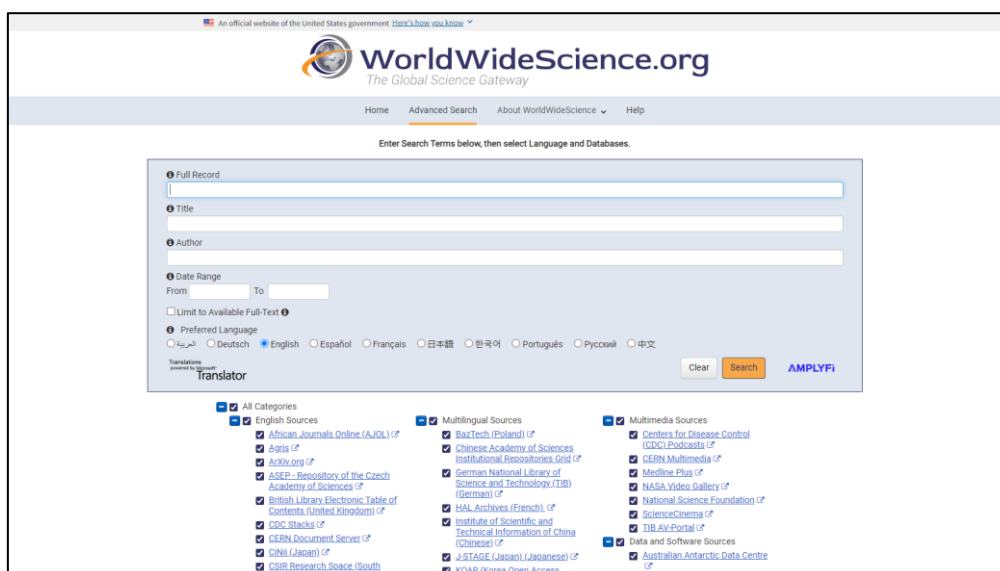 An official website of the United States government Here's how you know
WorldWideScience.org
The Global Science Gateway
Home Advanced Search About WorldWideScience Help
Enter Search Terms below, then select Language and Databases.
Full Record
Title
Author
Date Range
From To
Limit to Available Full-Text
Preferred Language
العربية Deutsch English Español Français 日本語 한국어 Português Русский 中文
Translations
powered by Microsoft®
Translator
Clear Search AMPLYFi
All Categories
English Sources
African Journals Online (AJOL)
Agris
ArXiv.org
ASEP - Repository of the Czech
Academy of Sciences
British Library Electronic Table of
Contents (United Kingdom)
CDC Stacks
CERN Document Server
CiNii (Japan)
CSIR Research Space (South
Multilingual Sources
BazTech (Poland)
Chinese Academy of Sciences
Institutional Repositories Grid
German National Library of
Science and Technology (TIB)
(German)
HAL Archives (French)
Institute of Scientific and
Technical Information of China
(Chinese)
J-STAGE (Japan) (Japanese)
KOAR (Korea Open Access
Multimedia Sources
Centers for Disease Control
(CDC) Podcasts
CERN Multimedia
Medline Plus
NASA Video Gallery
National Science Foundation
ScienceCinema
TIB AV-Portal
Data and Software Sources
Australian Antarctic Data Centre